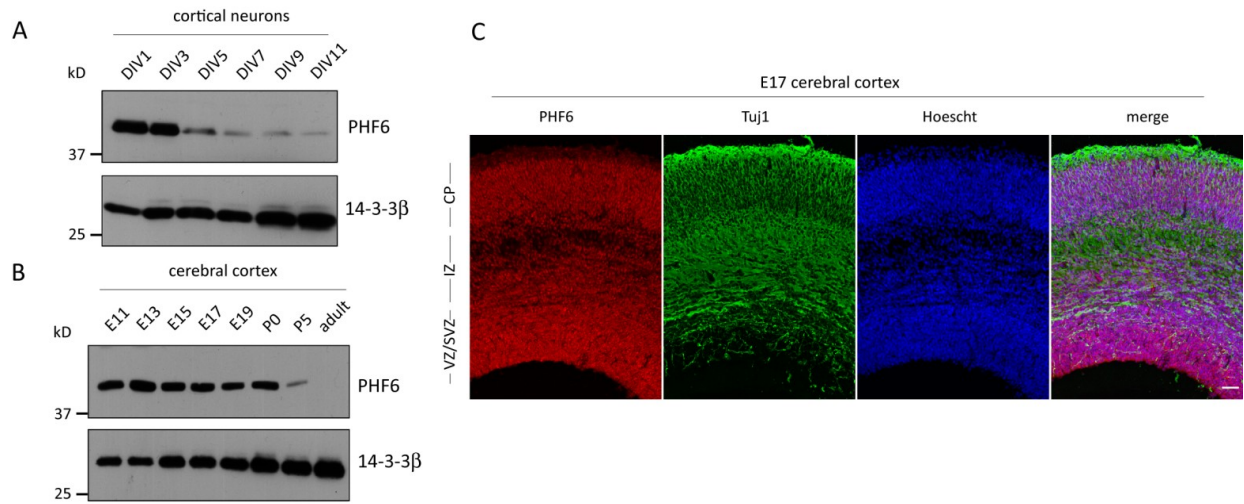 A
cortical neurons
kD
DIV1 DIV3 DIV5 DIV7 DIV9 DIV11
PHF6
37
14-3-3β
25
B
cerebral cortex
kD
E11 E13 E15 E17 E19 P0 P5 adult
PHF6
37
14-3-3β
25
C
E17 cerebral cortex
PHF6 Tuj1 Hoescht merge
CP
IZ
VZ/SVZ